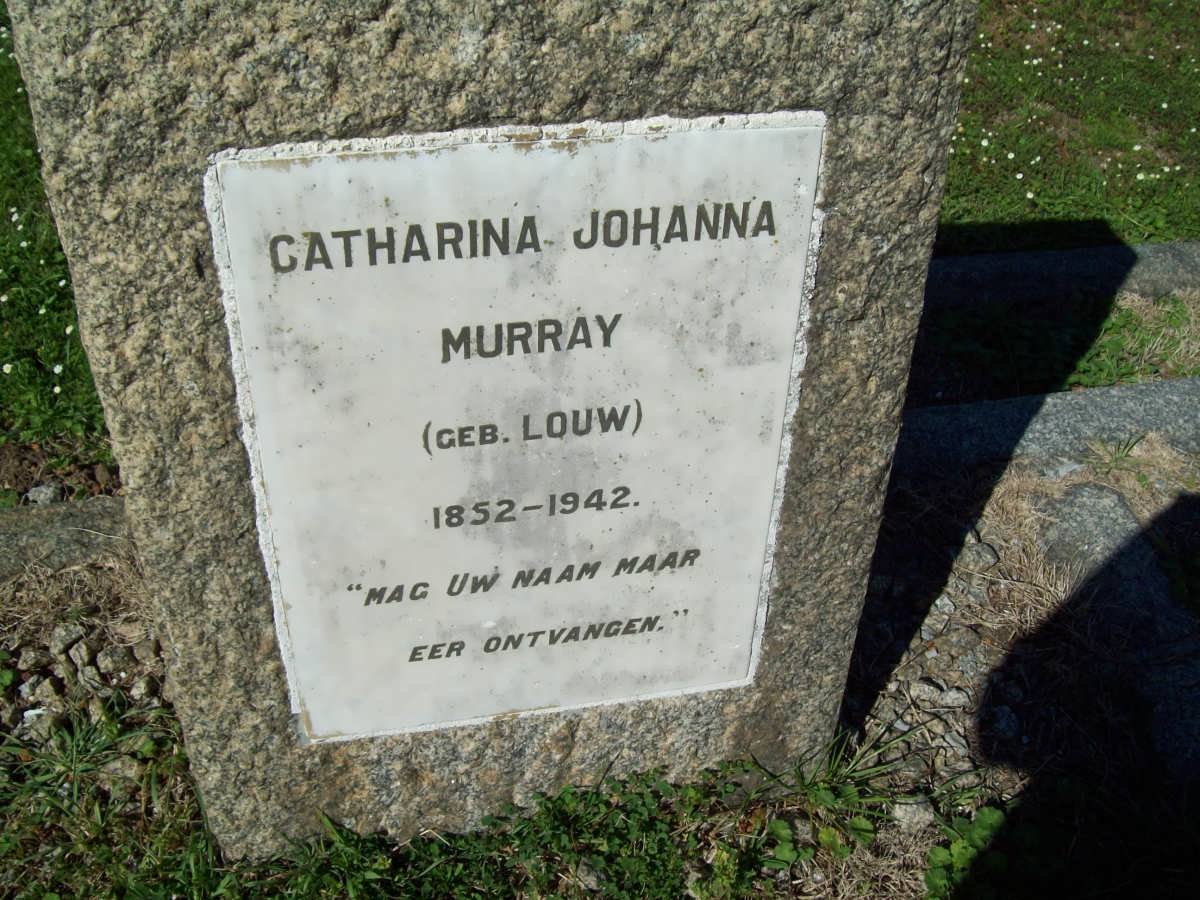 CATHARINA JOHANNA
MURRAY
(GEB. LOUW)
1852-1942.
"MAG UW NAAM MAAR
EER ONTVANGEN."